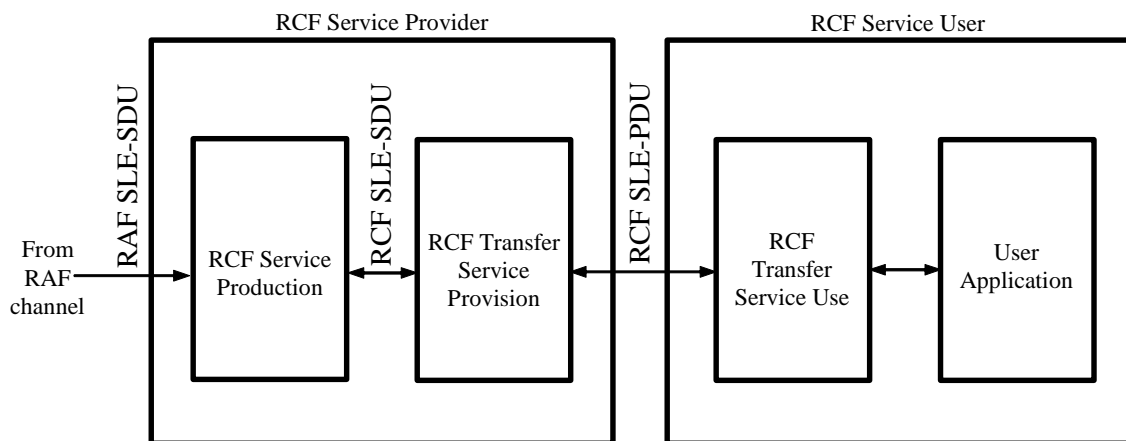 RCF Service Provider
RCF Service User
RAF SLE-SDU
RCF SLE-SDU
RCF SLE-PDU
From
RAF
channel
RCF Service
Production
RCF Transfer
Service
Provision
RCF
Transfer
Service Use
User
Application